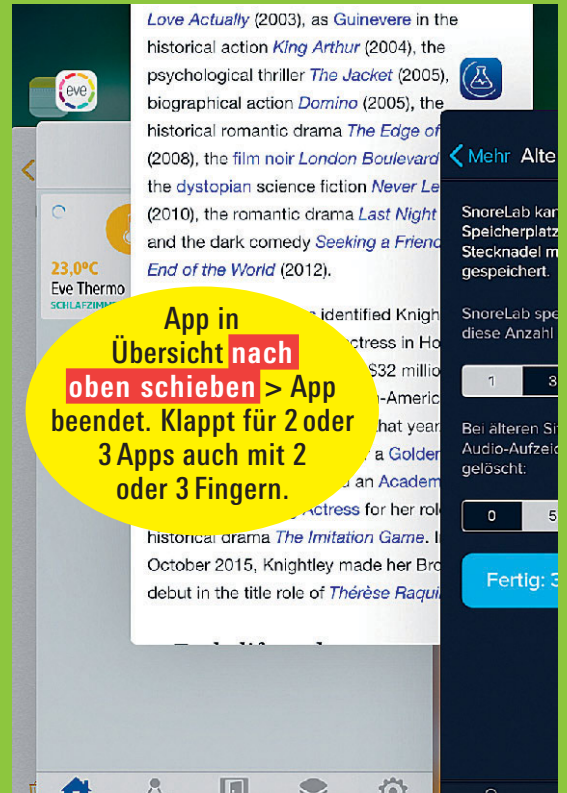 Love Actually (2003), as Guinevere in the
historical action King Arthur (2004), the
psychological thriller The Jacket (2005),
biographical action Domino (2005), the
historical romantic drama The Edge of
(2008), the film noir London Boulevard
the dystopian science fiction Never Le
(2010), the romantic drama Last Night
and the dark comedy Seeking a Friend
End of the World (2012).
identified Knigh
ctress in Ho
$32 millio
-Americ
that year.
a Golden
an Academ
Actress for her rol
historical drama The Imitation Game. I
October 2015, Knightley made her Bro
debut in the title role of Thérèse Raqui
eve
23,0°C
Eve Thermo
SCHLAFZIMM
App in
Übersicht nach
oben schieben > App
beendet. Klappt für 2 oder
3 Apps auch mit 2
oder 3 Fingern.
Mehr Alte
SnoreLab kan
Speicherplatz
Stecknadel m
gespeichert.
SnoreLab spe
diese Anzahl
1 3
Bei älteren Si
Audio-Aufzeic
gelöscht:
0 5
Fertig: 3